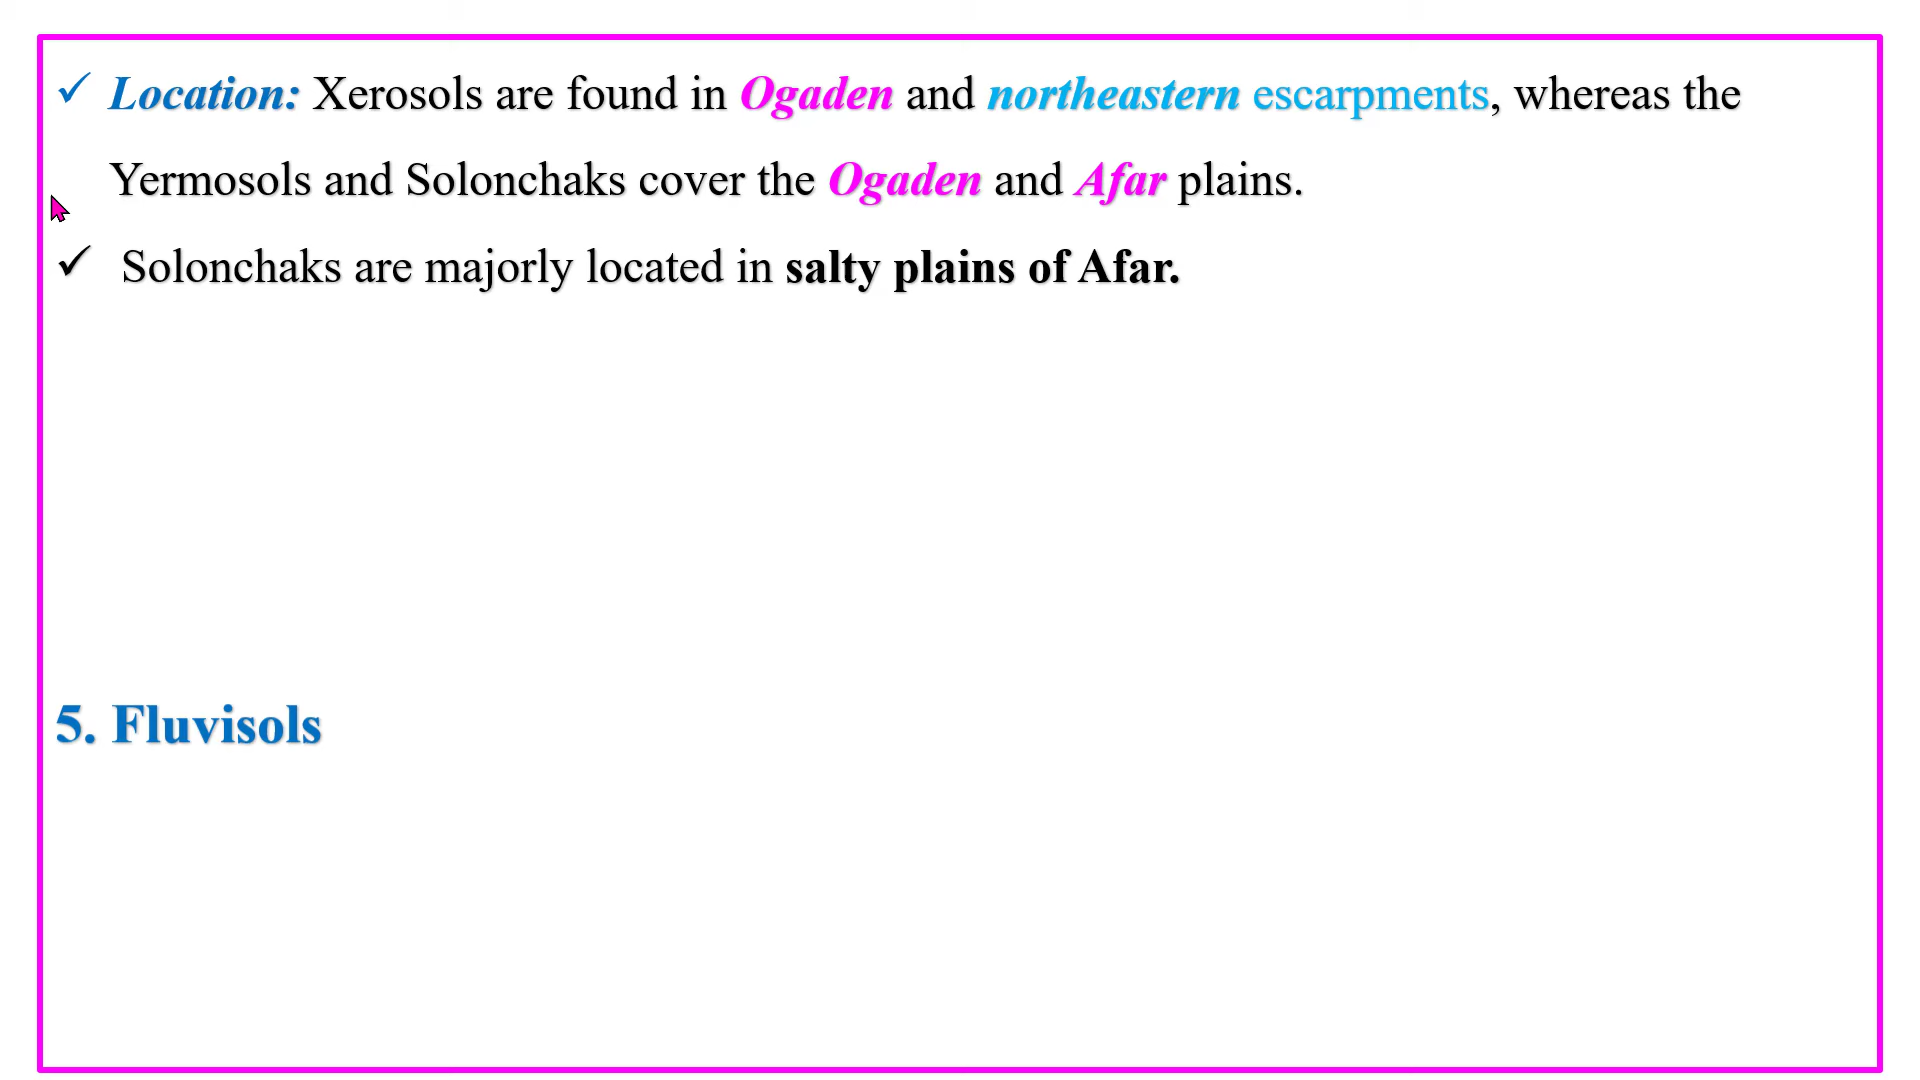 ✓ Location: Xerosols are found in Ogaden and northeastern escarpments, whereas the
Yermosols and Solonchaks cover the Ogaden and Afar plains.
✓ Solonchaks are majorly located in salty plains of Afar.
5. Fluvisols